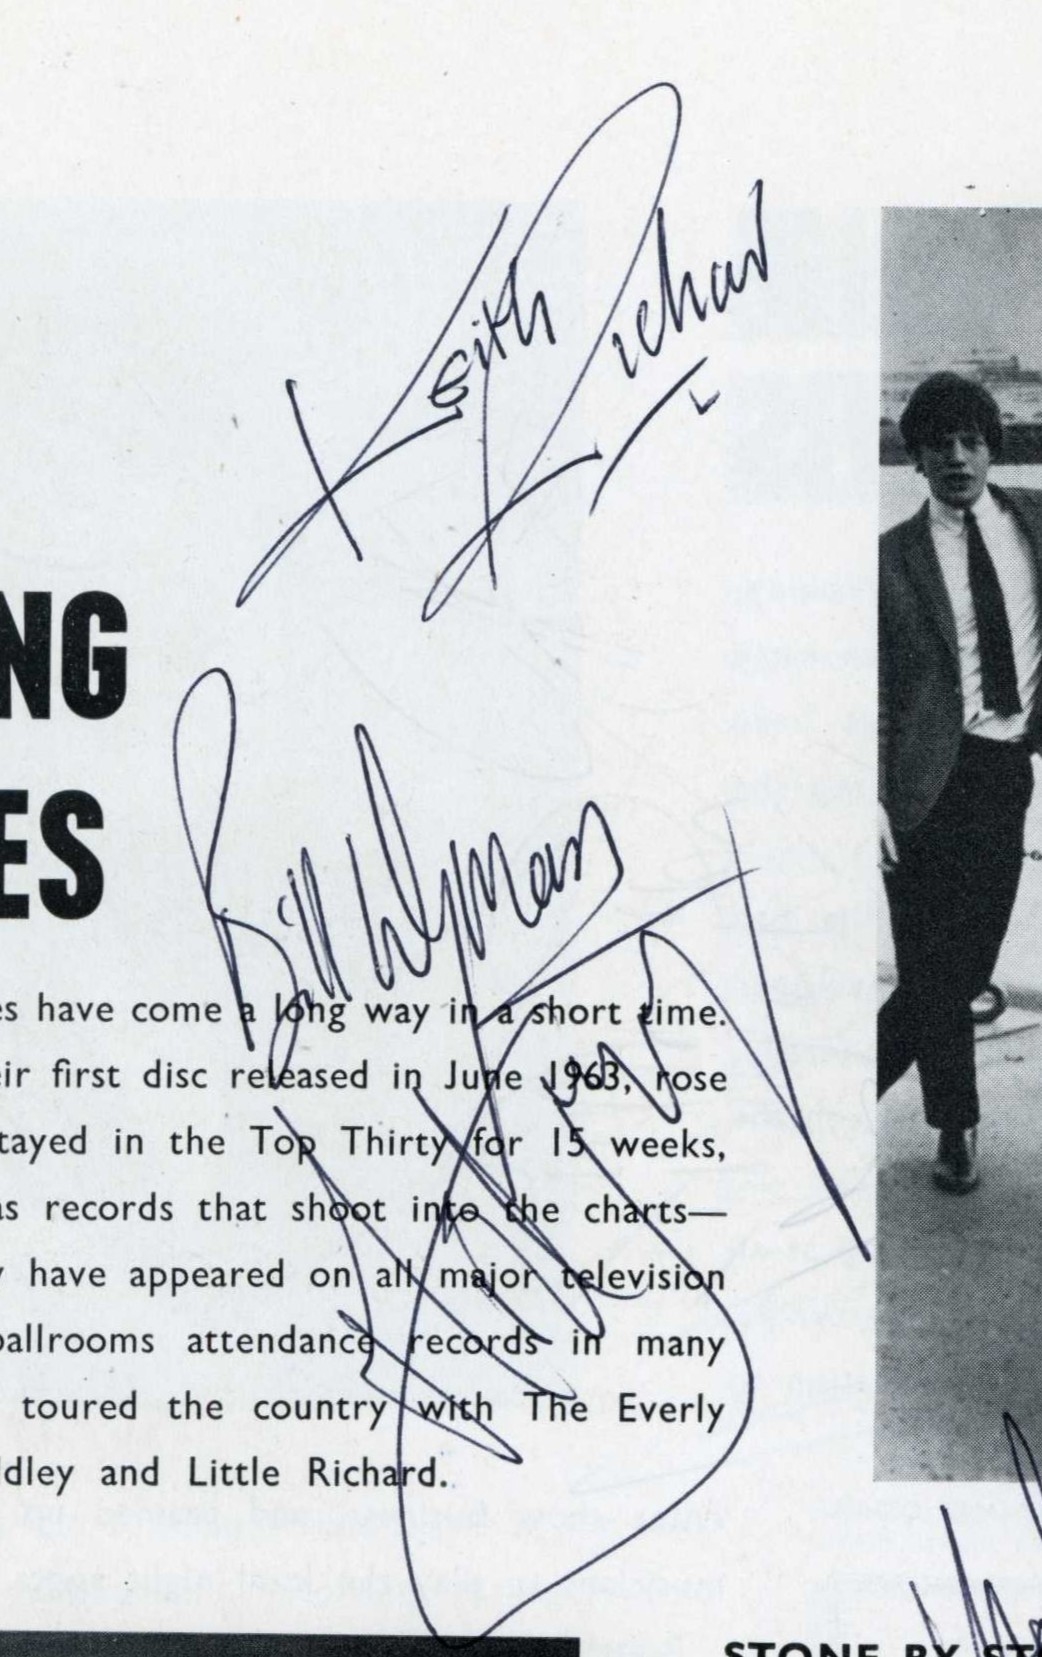 Keith Richard
NG
ES
Bill Wyman
es have come a long way in a short time.
eir first disc released in June 1963, rose
tayed in the Top Thirty for 15 weeks,
as records that shoot into the charts—
y have appeared on all major television
ballrooms attendance records in many
toured the country with The Everly
ddley and Little Richard.
STONE BY ST